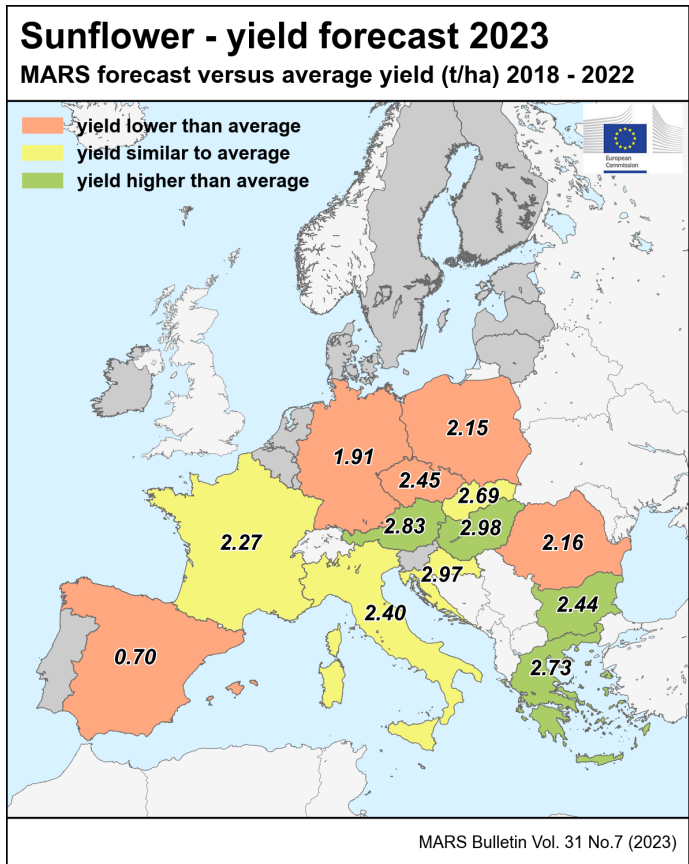 Sunflower - yield forecast 2023
MARS forecast versus average yield (t/ha) 2018 - 2022
yield lower than average
yield similar to average
yield higher than average
European
Commission
2.15
1.91
2.45
2.69
2.83
2.98
2.27
2.16
2.97
2.44
2.40
0.70
2.73
MARS Bulletin Vol. 31 No.7 (2023)